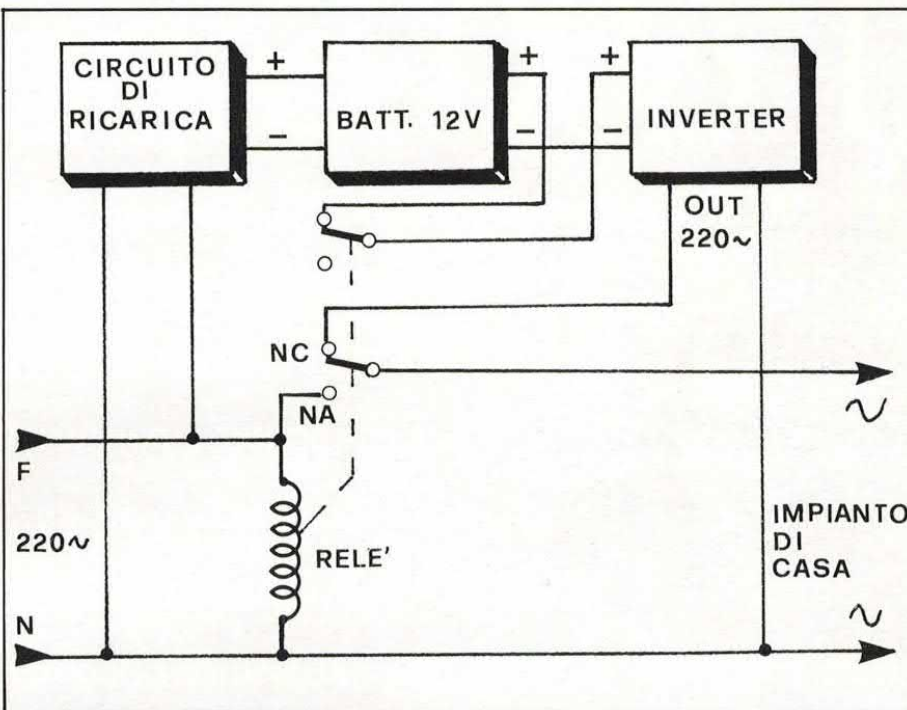 CIRCUITO
DI
RICARICA
+
−
BATT. 12V
+
−
+
−
INVERTER
OUT
220∼
NC
NA
F
220∼
RELE'
N
∼
IMPIANTO
DI
CASA
∼